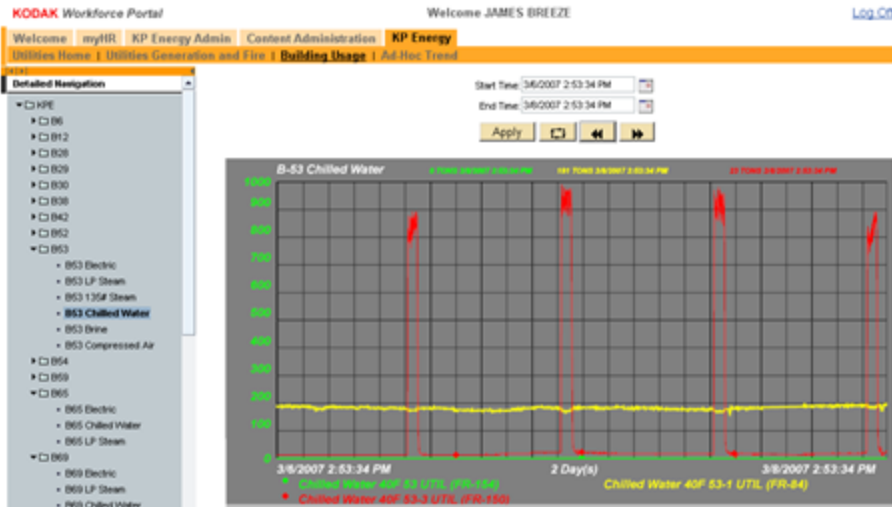 KODAK Workforce Portal
Welcome JAMES BREEZE
Log Off
Welcome myHR KP Energy Admin Content Administration KP Energy
Utilities Home | Utilities Generation and Fire | Building Usage | Ad-Hoc Trend
Detailed Navigation
KPE
B6
B12
B28
B29
B30
B38
B42
B52
B53
B53 Electric
B53 LP Steam
B53 135# Steam
B53 Chilled Water
B53 Brine
B53 Compressed Air
B54
B59
B65
B65 Electric
B65 Chilled Water
B65 LP Steam
B69
B69 Electric
B69 LP Steam
B69 Chilled Water
Start Time: 3/6/2007 2:53:34 PM
End Time: 3/8/2007 2:53:34 PM
Apply
B-53 Chilled Water
1000
900
800
700
600
500
400
300
200
100
0
3/6/2007 2:53:34 PM
2 Day(s)
3/8/2007 2:53:34 PM
Chilled Water 40F 53 UTIL (FR-184)
Chilled Water 40F 53-1 UTIL (FR-84)
Chilled Water 40F 53-3 UTIL (FR-150)